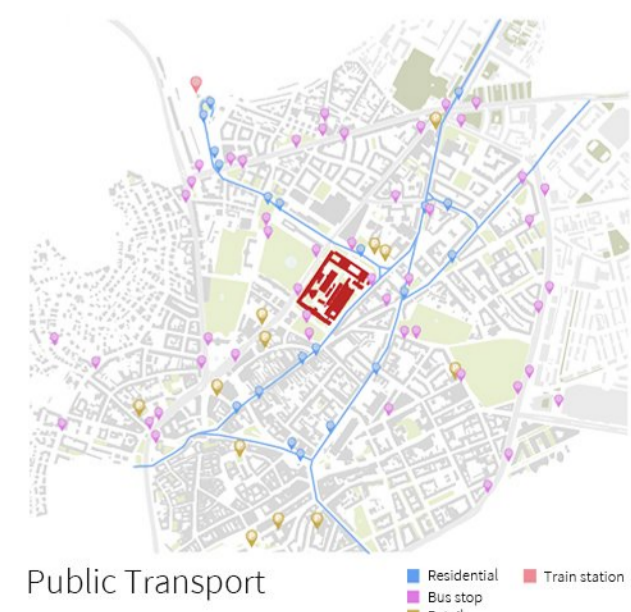 Public Transport
Residential
Train station
Bus stop